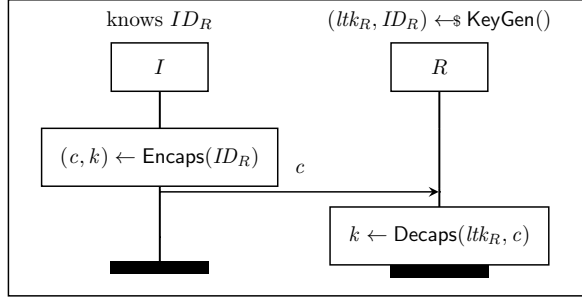 knows ID_R
(ltk_R, ID_R) ←$ KeyGen()
I
R
(c, k) ← Encaps(ID_R)
c
k ← Decaps(ltk_R, c)